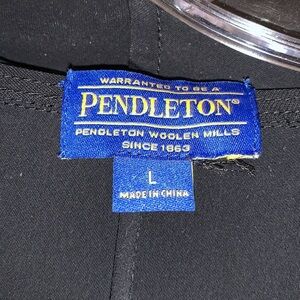 WARRANTED TO BE A
PENDLETON®
PENDLETON WOOLEN MILLS
SINCE 1863
L
MADE IN CHINA